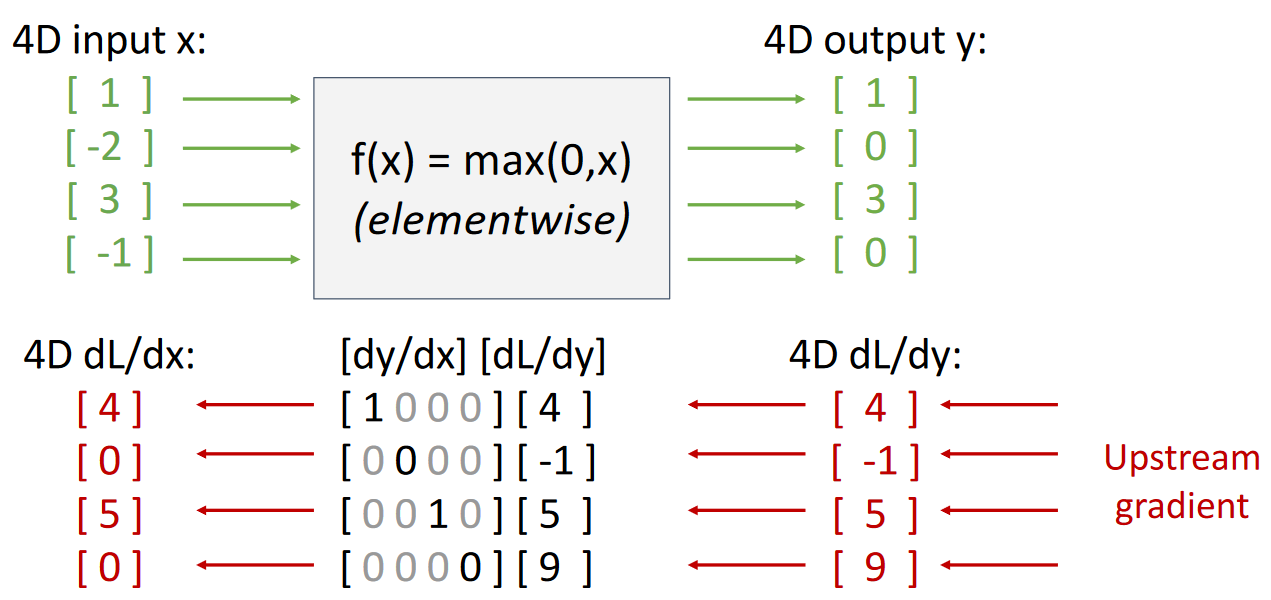 4D input x: 4D output y:
[ 1 ] [ 1 ]
[ -2 ] f(x) = max(0,x) [ 0 ]
[ 3 ] (elementwise) [ 3 ]
[ -1 ] [ 0 ]
4D dL/dx: [dy/dx] [dL/dy] 4D dL/dy:
[ 4 ] [ 1 0 0 0 ] [ 4 ] [ 4 ]
[ 0 ] [ 0 0 0 0 ] [ -1 ] [ -1 ] Upstream
[ 5 ] [ 0 0 1 0 ] [ 5 ] [ 5 ] gradient
[ 0 ] [ 0 0 0 0 ] [ 9 ] [ 9 ]